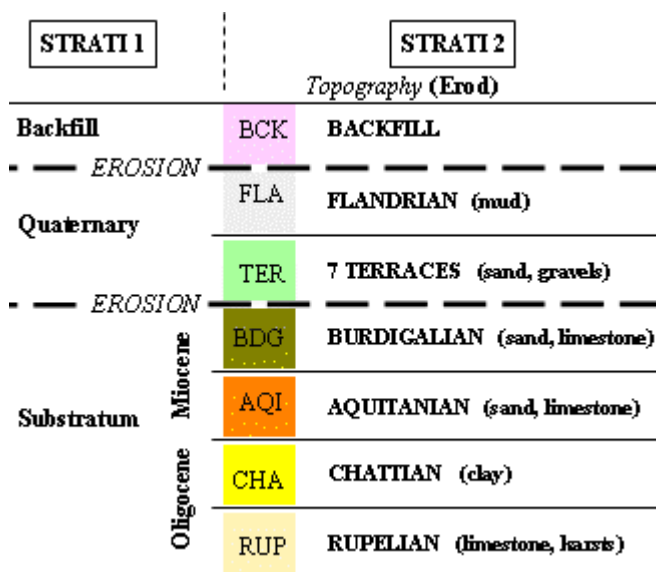 STRATI 1 STRATI 2
Topography (Erod)
Backfill BCK BACKFILL
EROSION
FLA FLANDRIAN (mud)
Quaternary
TER 7 TERRACES (sand, gravels)
EROSION
BDG BURDIGALIAN (sand, limestone)
Miocene
Substratum AQI AQUITANIAN (sand, limestone)
CHA CHATTIAN (clay)
Oligocene
RUP RUPELIAN (limestone, karsts)